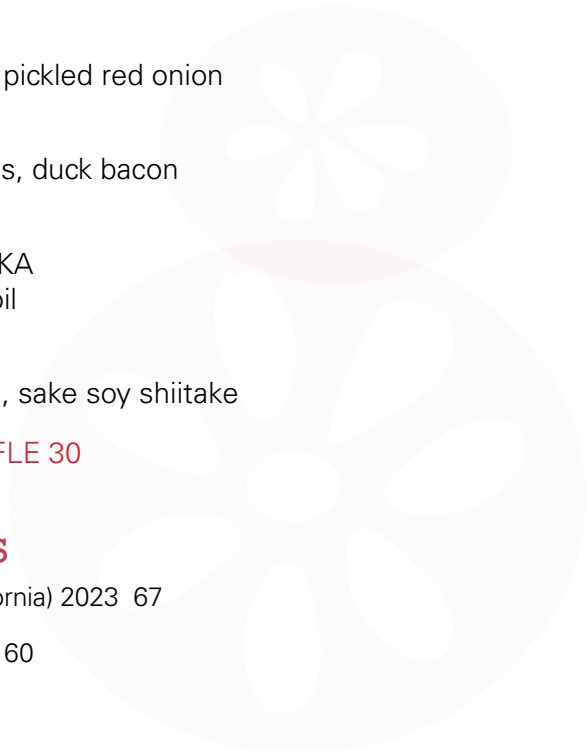 pickled red onion
s, duck bacon
KA
oil
, sake soy shiitake
FLE 30
s
ornia) 2023 67
60